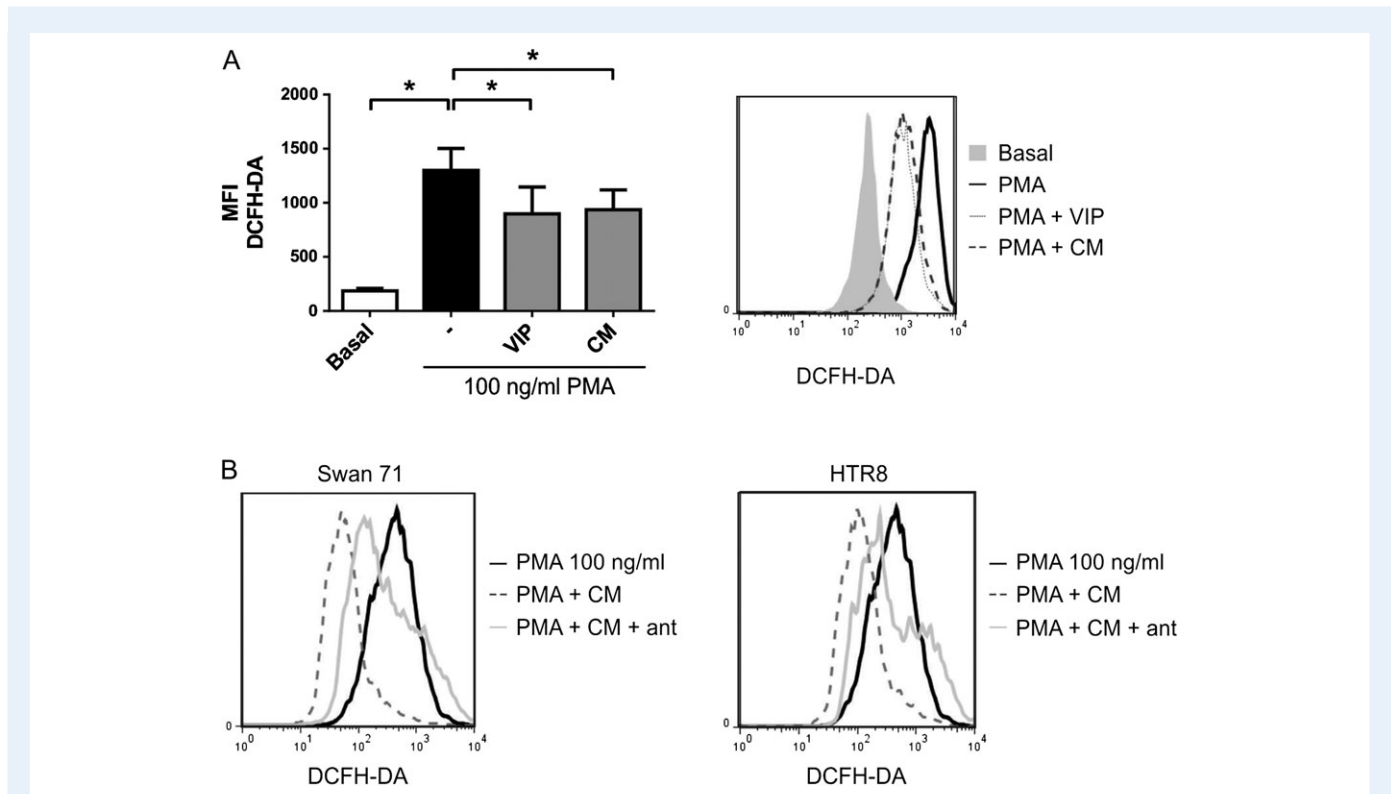 A
*
* *
2000
1500
1000
500
0
MFI
DCFH-DA
Basal
-
VIP
CM
100 ng/ml PMA
0
10^0 10^1 10^2 10^3 10^4
DCFH-DA
Basal
PMA
PMA + VIP
PMA + CM
B
Swan 71
0
10^0 10^1 10^2 10^3 10^4
DCFH-DA
PMA 100 ng/ml
PMA + CM
PMA + CM + ant
HTR8
0
10^0 10^1 10^2 10^3 10^4
DCFH-DA
PMA 100 ng/ml
PMA + CM
PMA + CM + ant